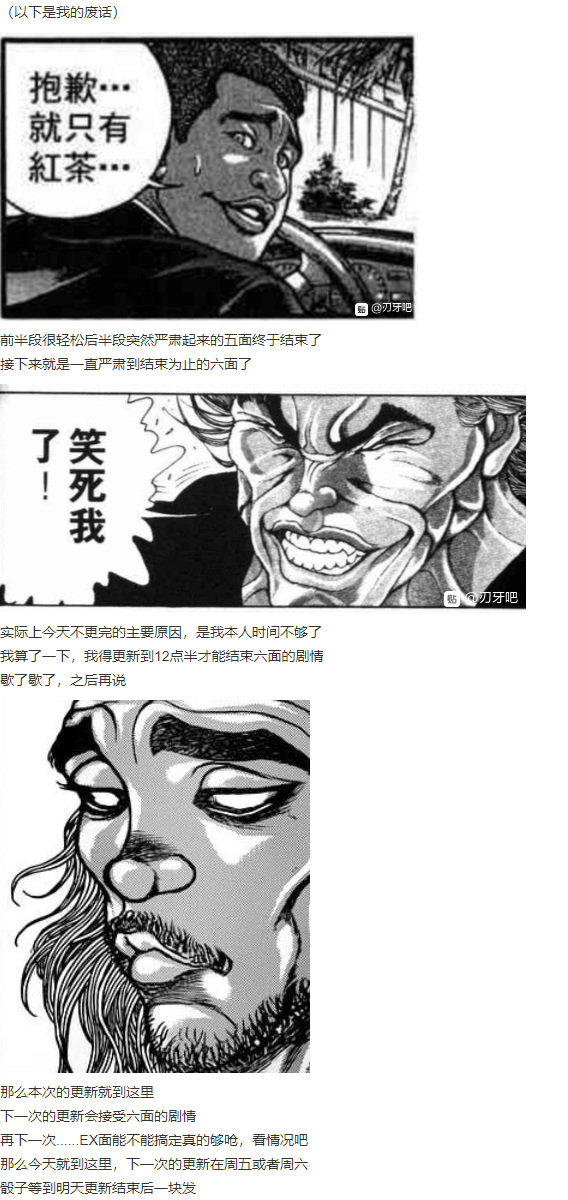 （以下是我的废话）
抱歉…
就只有
紅茶…
贴 @刃牙吧
前半段很轻松后半段突然严肃起来的五面终于结束了
接下来就是一直严肃到结束为止的六面了
笑死我
了！
贴 @刃牙吧
实际上今天不更完的主要原因，是我本人时间不够了
我算了一下，我得更新到12点半才能结束六面的剧情
歇了歇了，之后再说
那么本次的更新就到这里
下一次的更新会接受六面的剧情
再下一次......EX面能不能搞定真的够呛，看情况吧
那么今天就到这里，下一次的更新在周五或者周六
骰子等到明天更新结束后一块发